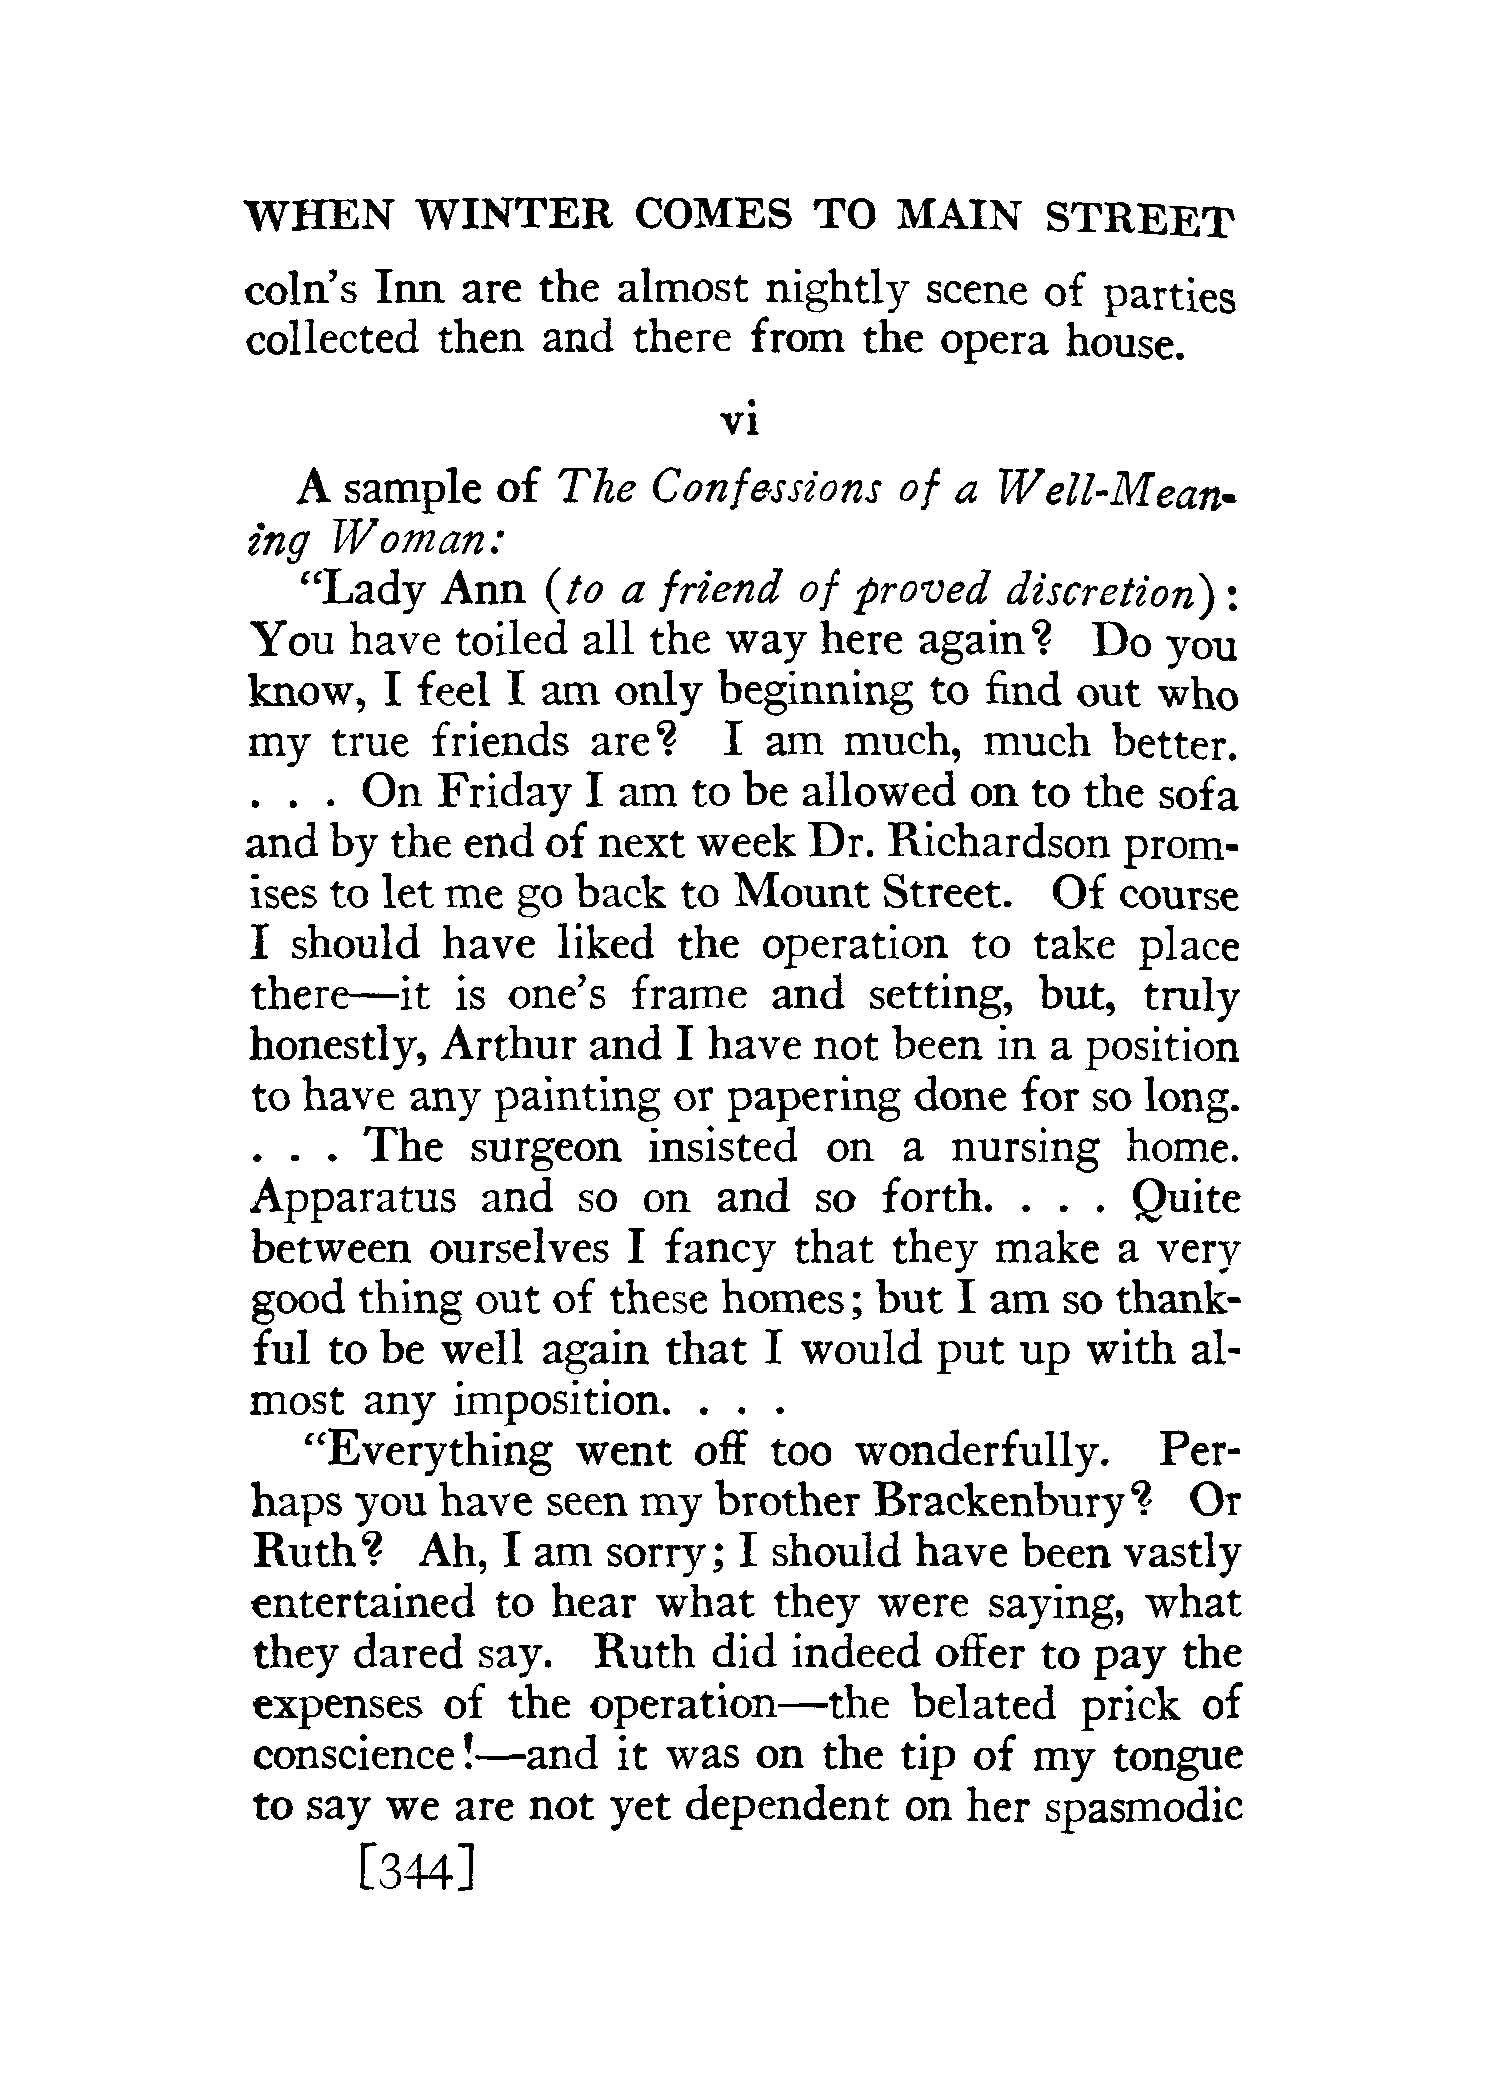 WHEN WINTER COMES TO MAIN STREET
coln's Inn are the almost nightly scene of parties
collected then and there from the opera house.
vi
A sample of The Confessions of a Well-Mean-
ing Woman:
"Lady Ann (to a friend of proved discretion):
You have toiled all the way here again? Do you
know, I feel I am only beginning to find out who
my true friends are? I am much, much better.
. . . On Friday I am to be allowed on to the sofa
and by the end of next week Dr. Richardson prom-
ises to let me go back to Mount Street. Of course
I should have liked the operation to take place
there—it is one's frame and setting, but, truly
honestly, Arthur and I have not been in a position
to have any painting or papering done for so long.
. . . The surgeon insisted on a nursing home.
Apparatus and so on and so forth. . . . Quite
between ourselves I fancy that they make a very
good thing out of these homes; but I am so thank-
ful to be well again that I would put up with al-
most any imposition. . . .
"Everything went off too wonderfully. Per-
haps you have seen my brother Brackenbury? Or
Ruth? Ah, I am sorry; I should have been vastly
entertained to hear what they were saying, what
they dared say. Ruth did indeed offer to pay the
expenses of the operation—the belated prick of
conscience!—and it was on the tip of my tongue
to say we are not yet dependent on her spasmodic
[344]